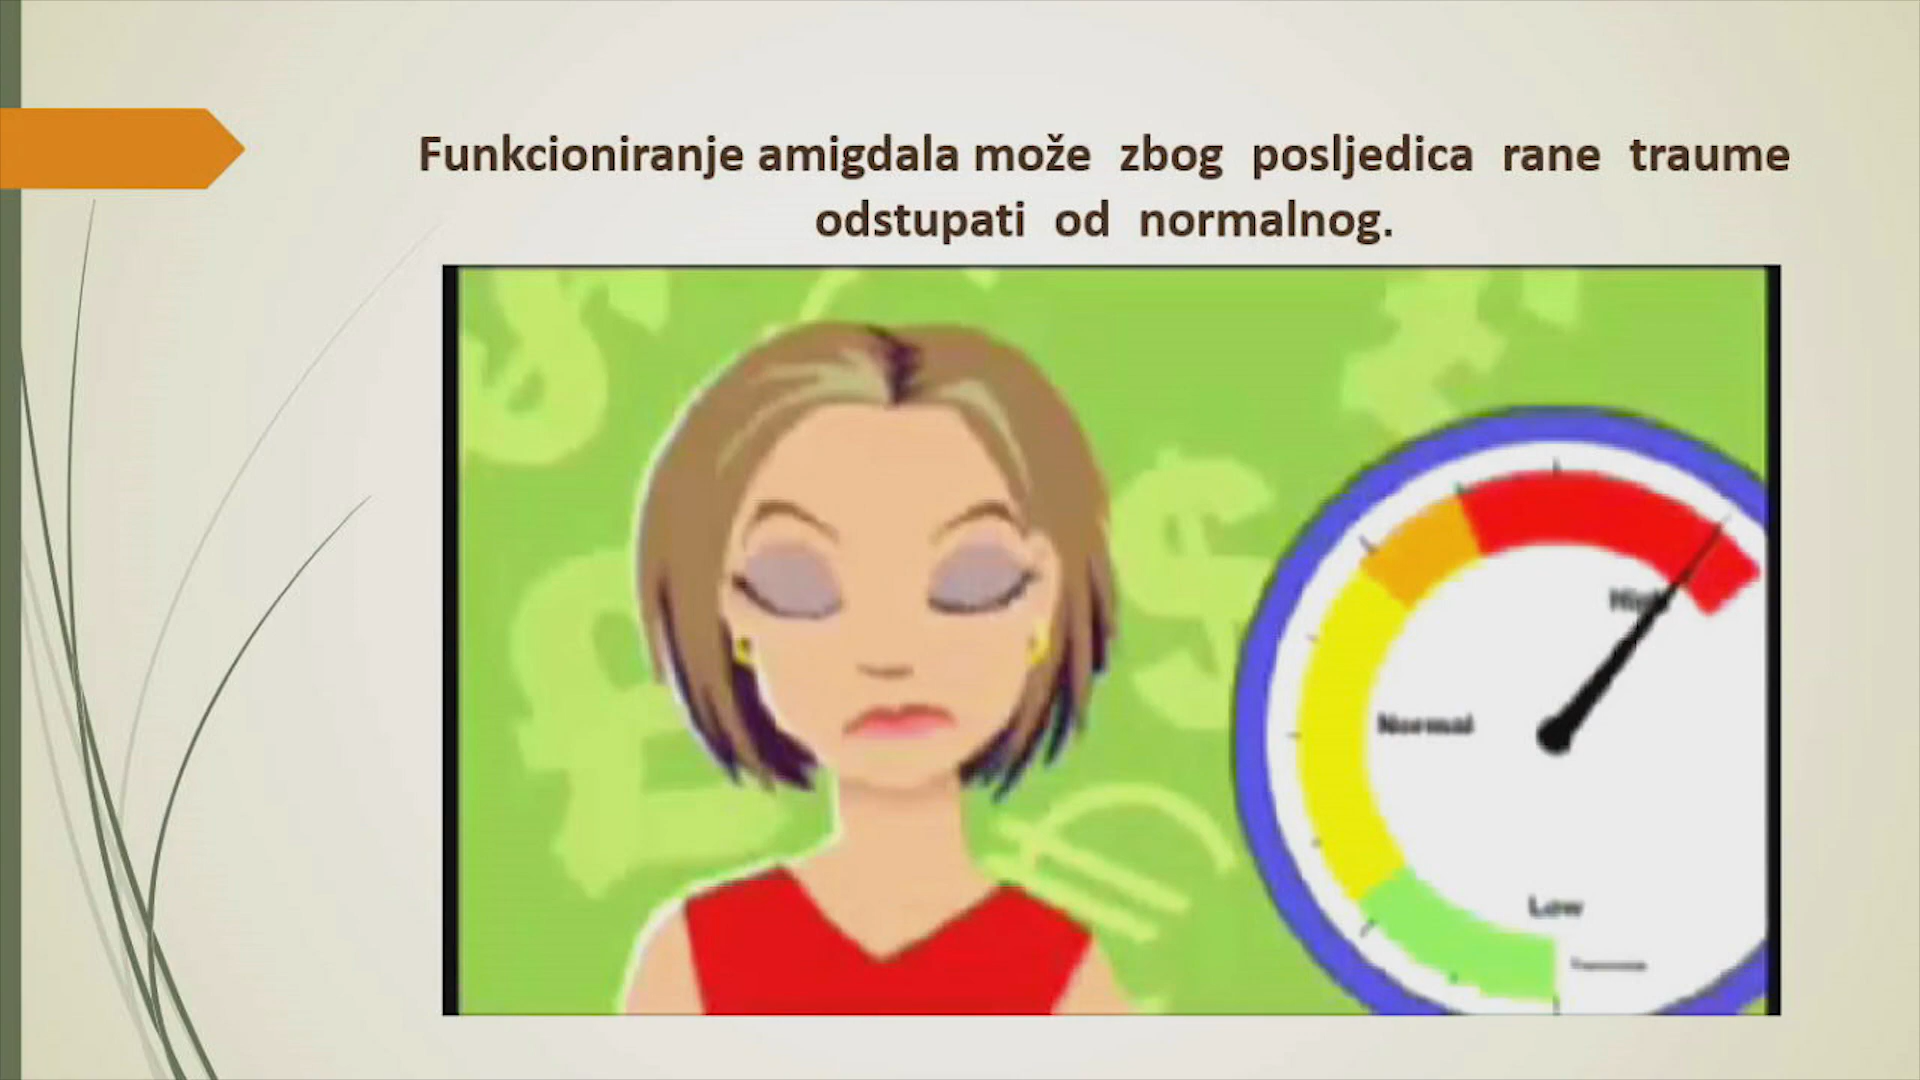 Funkcioniranje amigdala može zbog posljedica rane traume
odstupati od normalnog.
High
Normal
Low